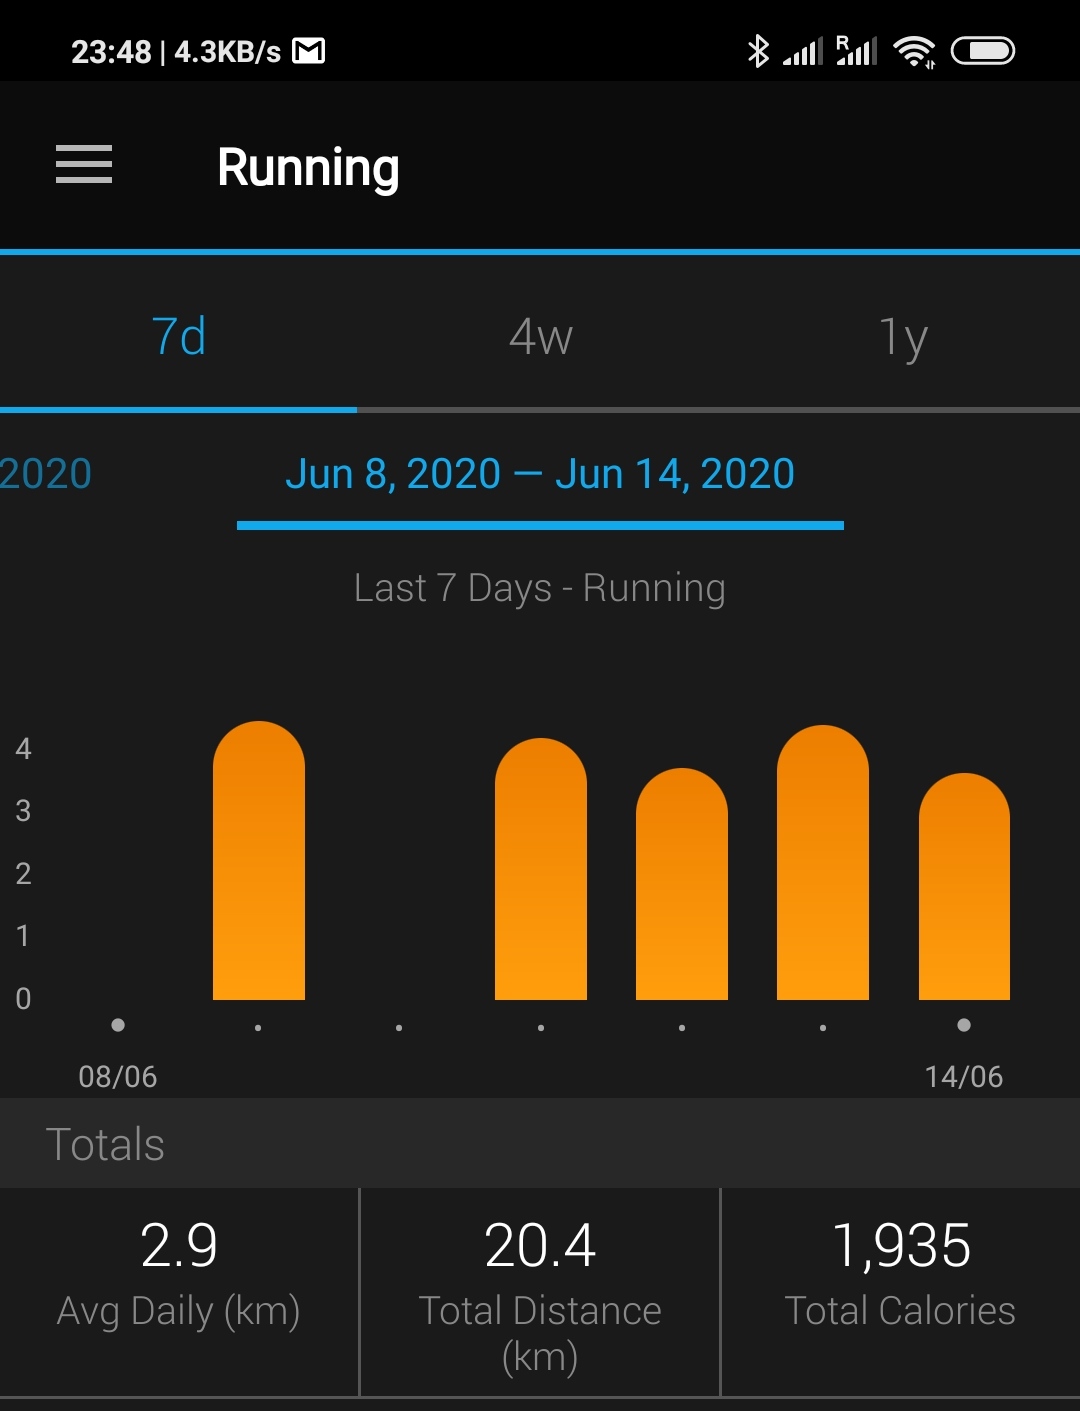 23:48 | 4.3KB/s
R
Running
7d 4w 1y
2020 Jun 8, 2020 — Jun 14, 2020
Last 7 Days - Running
4
3
2
1
0
08/06 14/06
Totals
2.9 20.4 1,935
Avg Daily (km) Total Distance Total Calories
(km)